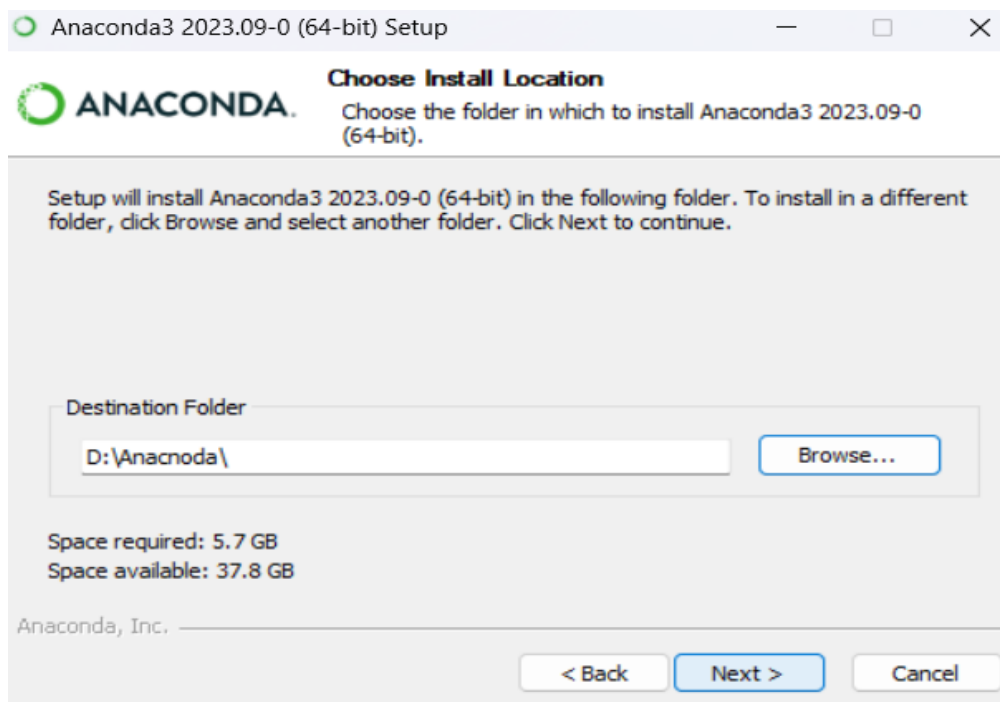 Anaconda3 2023.09-0 (64-bit) Setup
ANACONDA.
Choose Install Location
Choose the folder in which to install Anaconda3 2023.09-0
(64-bit).
Setup will install Anaconda3 2023.09-0 (64-bit) in the following folder. To install in a different
folder, click Browse and select another folder. Click Next to continue.
Destination Folder
D:\Anacnoda\
Browse...
Space required: 5.7 GB
Space available: 37.8 GB
Anaconda, Inc.
< Back
Next >
Cancel